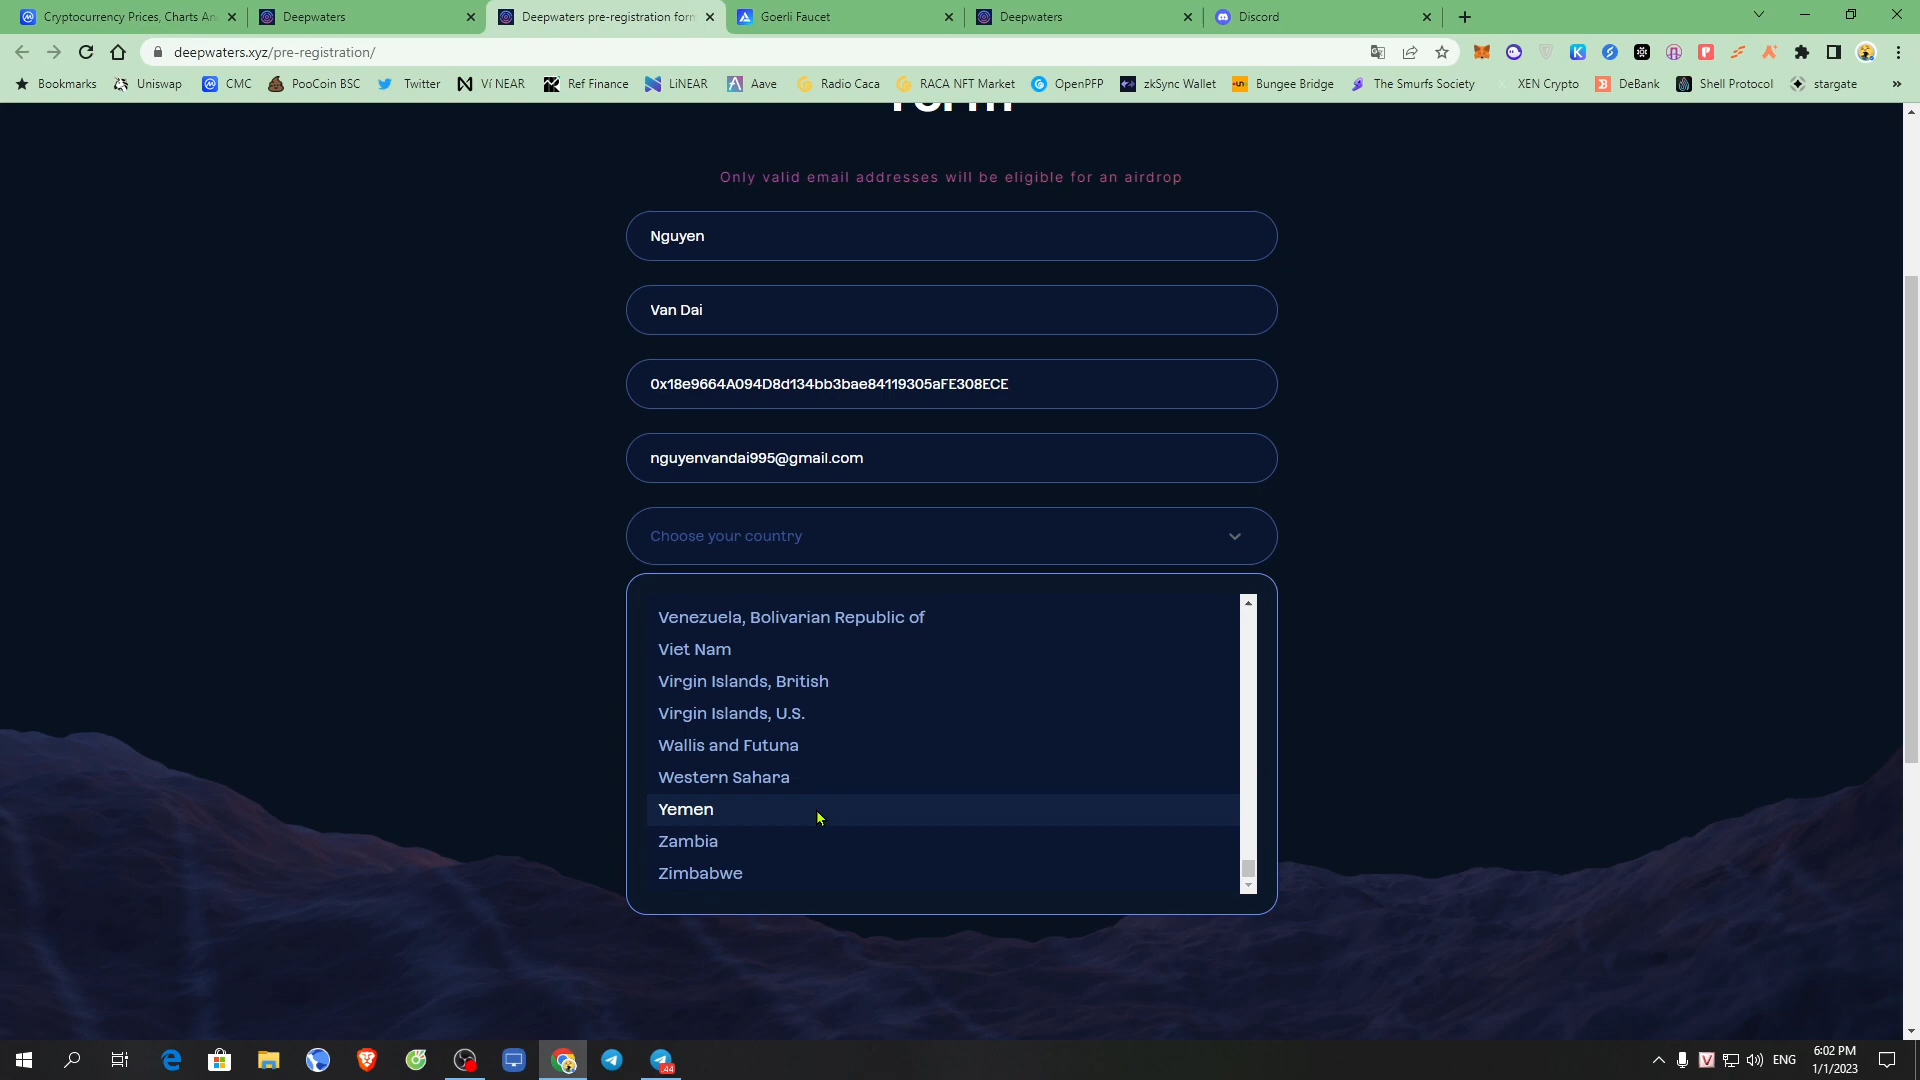 Cryptocurrency Prices, Charts An
Deepwaters
Deepwaters pre-registration form
Goerli Faucet
Deepwaters
Discord
deepwaters.xyz/pre-registration/
Bookmarks
Uniswap
CMC
PooCoin BSC
Twitter
Ví NEAR
Ref Finance
LiNEAR
Aave
Radio Caca
RACA NFT Market
OpenPFP
zkSync Wallet
Bungee Bridge
The Smurfs Society
XEN Crypto
DeBank
Shell Protocol
stargate
»
Form
Only valid email addresses will be eligible for an airdrop
Nguyen
Van Dai
0x18e9664A094D8d134bb3bae84119305aFE308ECE
nguyenvandai995@gmail.com
Choose your country
Venezuela, Bolivarian Republic of
Viet Nam
Virgin Islands, British
Virgin Islands, U.S.
Wallis and Futuna
Western Sahara
Yemen
Zambia
Zimbabwe
44
ENG
6:02 PM
1/1/2023